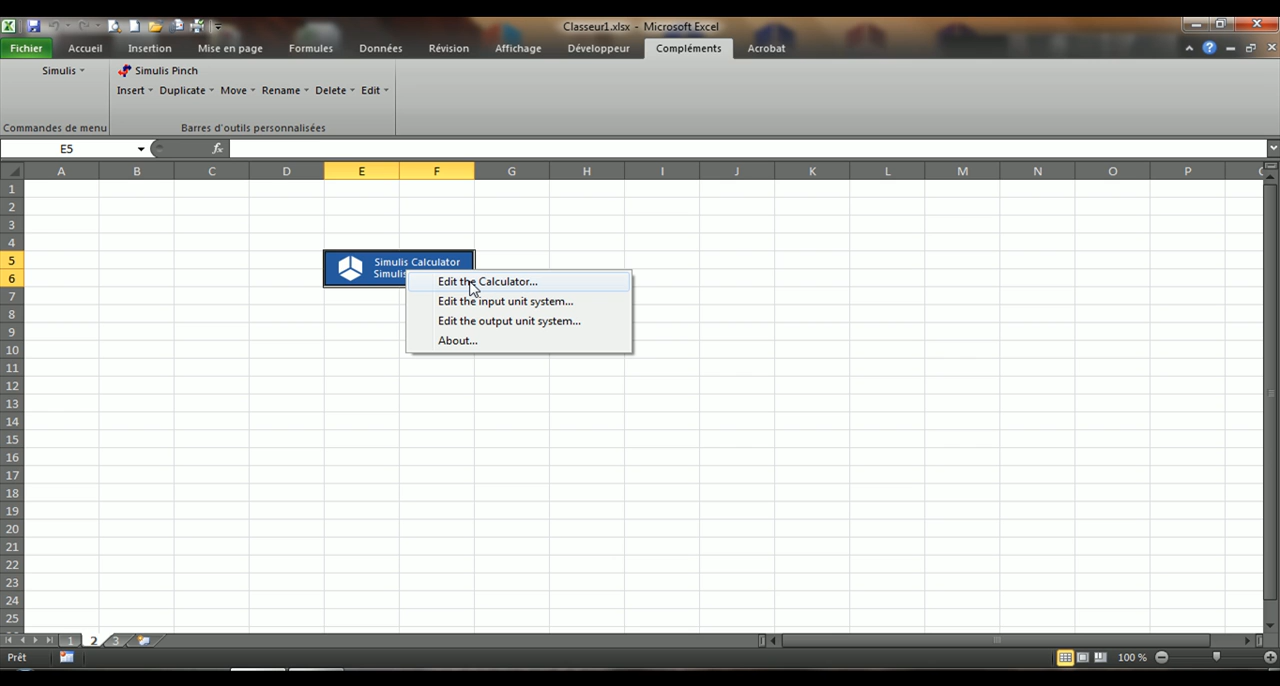 Classeur1.xlsx - Microsoft Excel
Fichier Accueil Insertion Mise en page Formules Données Révision Affichage Développeur Compléments Acrobat
Simulis Simulis Pinch
Insert Duplicate Move Rename Delete Edit
Commandes de menu Barres d'outils personnalisées
E5 fx
A B C D E F G H I J K L M N O P
1
2
3
4
5
Simulis Calculator
6
Simulis
Edit the Calculator...
7
Edit the input unit system...
8
Edit the output unit system...
9
About...
10
11
12
13
14
15
16
17
18
19
20
21
22
23
24
25
1 2 3
Prêt 100 %